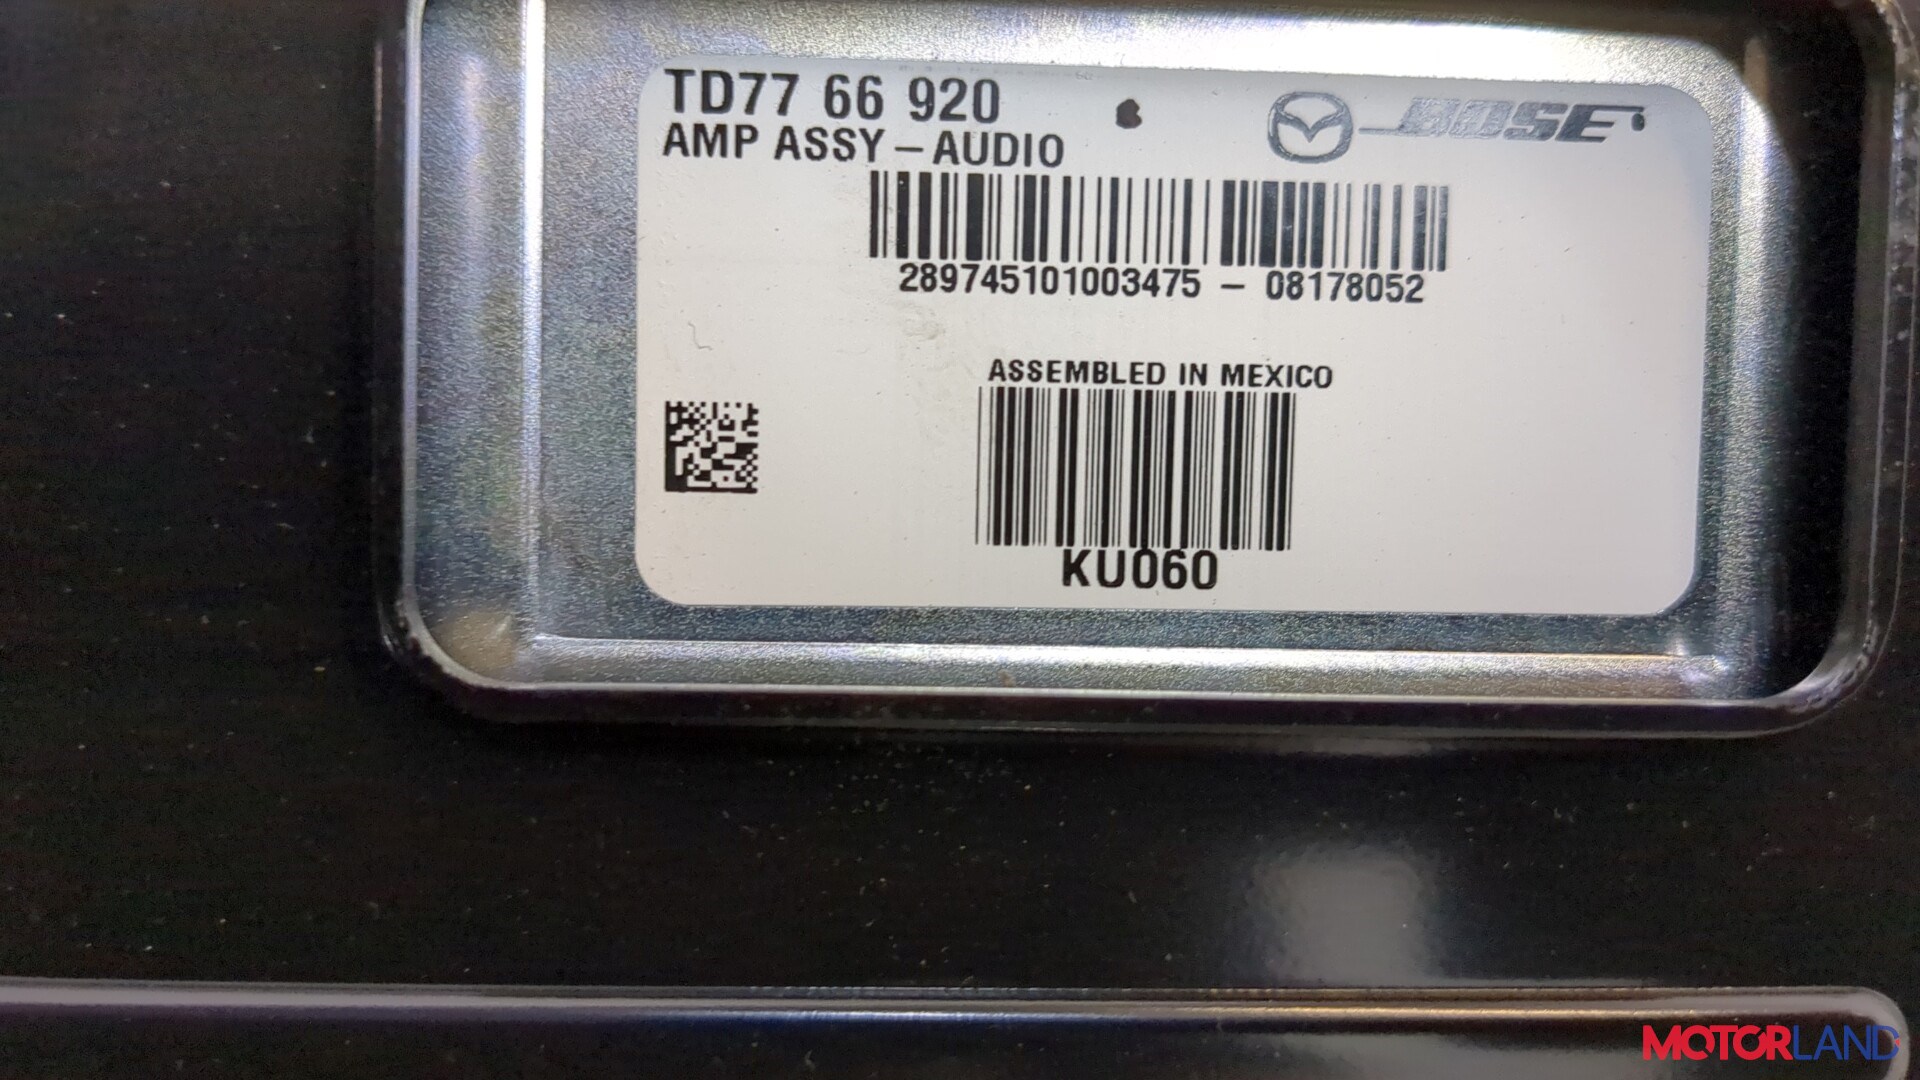 TD77 66 920
AMP ASSY – AUDIO
BOSE
289745101003475 – 08178052
ASSEMBLED IN MEXICO
KU060
MOTORLAND